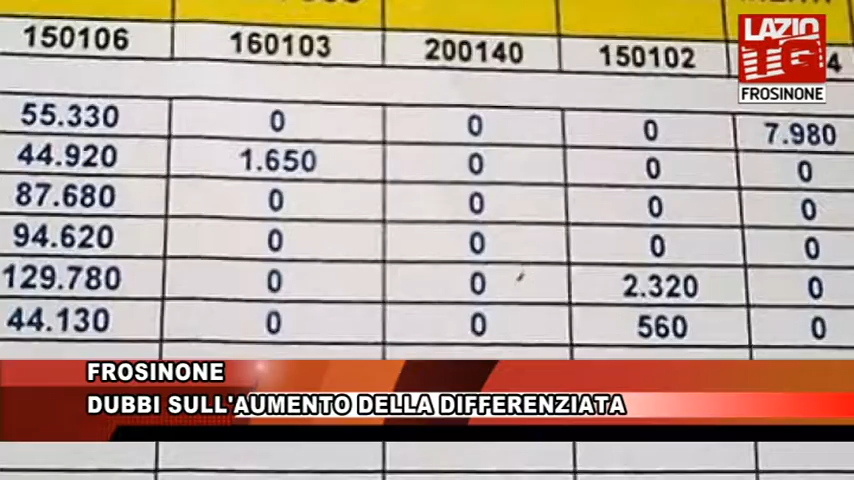 150106 160103 200140 150102 4
LAZIO
TG
FROSINONE
55.330 0 0 0 7.980
44.920 1.650 0 0 0
87.680 0 0 0 0
94.620 0 0 0 0
129.780 0 0 2.320 0
44.130 0 0 560 0
FROSINONE
DUBBI SULL'AUMENTO DELLA DIFFERENZIATA